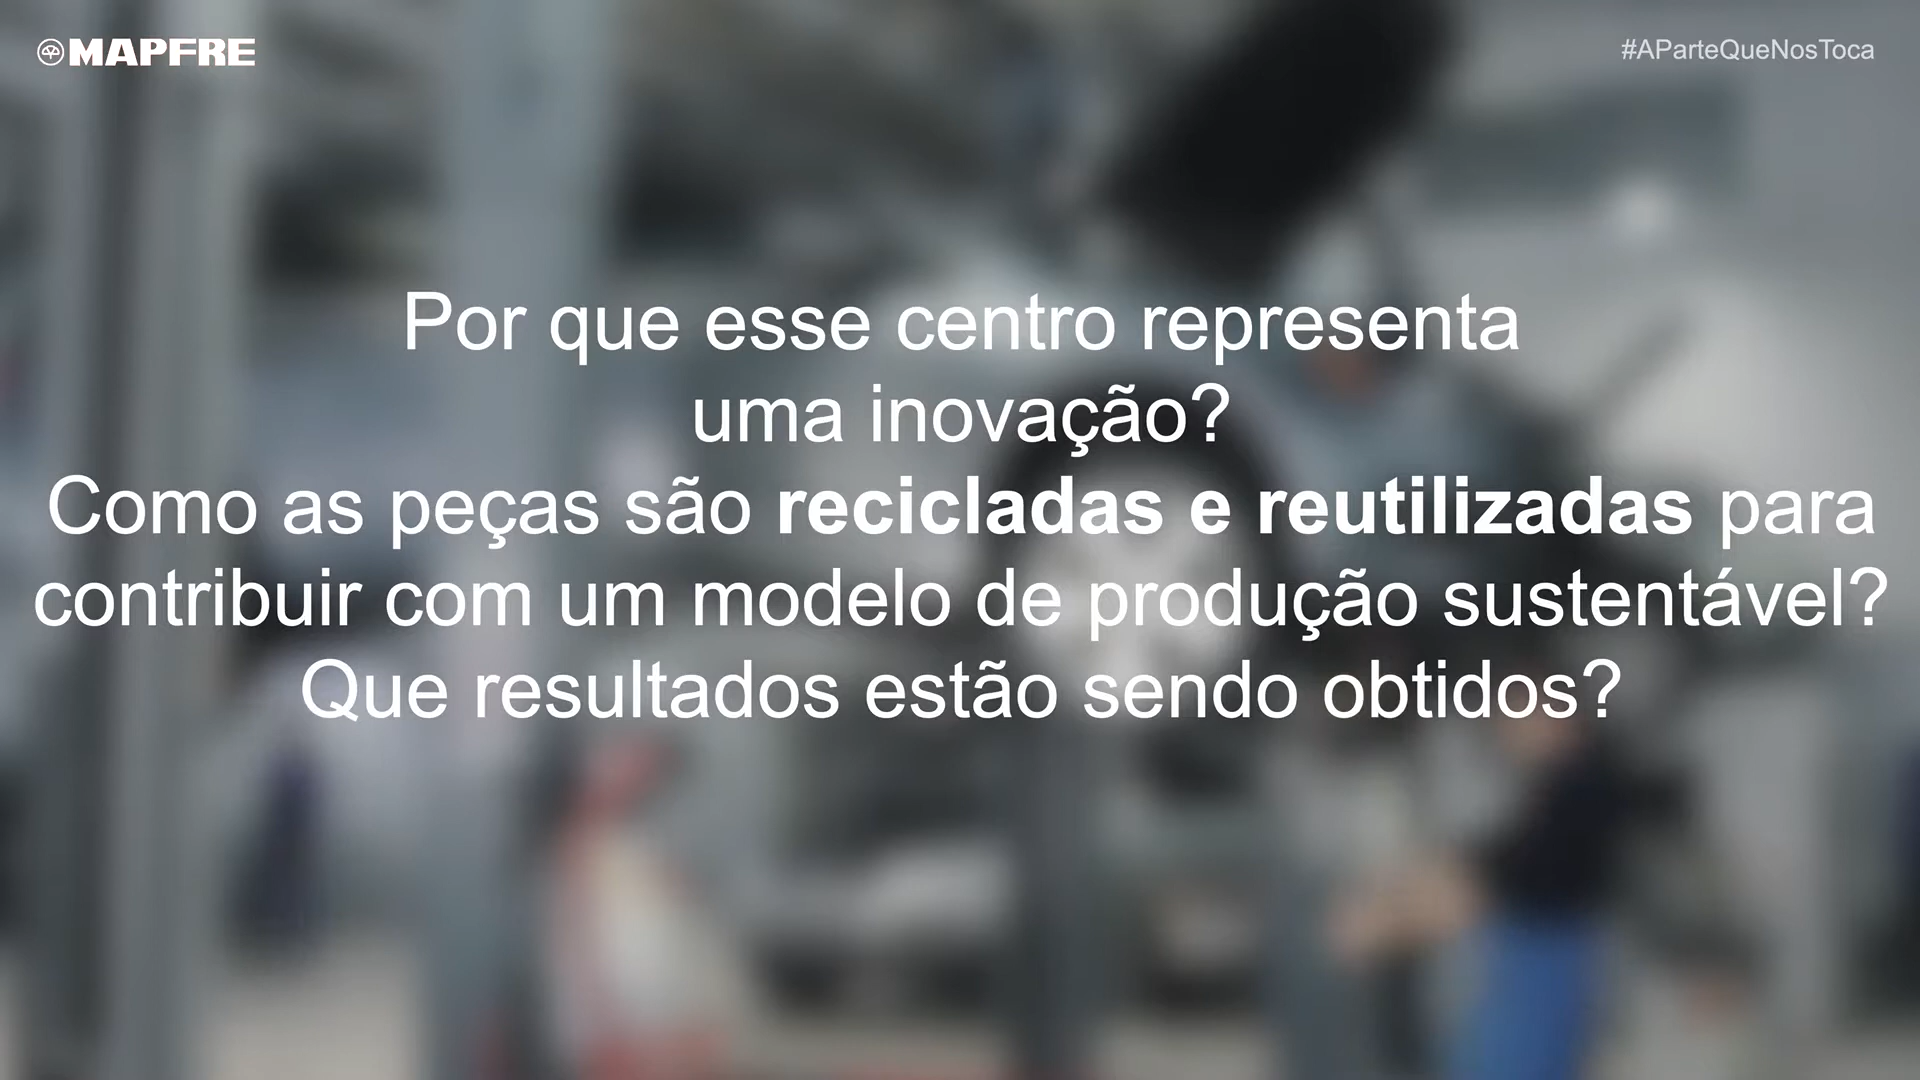 MAPFRE
#AParteQueNosToca
Por que esse centro representa
uma inovação?
Como as peças são recicladas e reutilizadas para
contribuir com um modelo de produção sustentável?
Que resultados estão sendo obtidos?